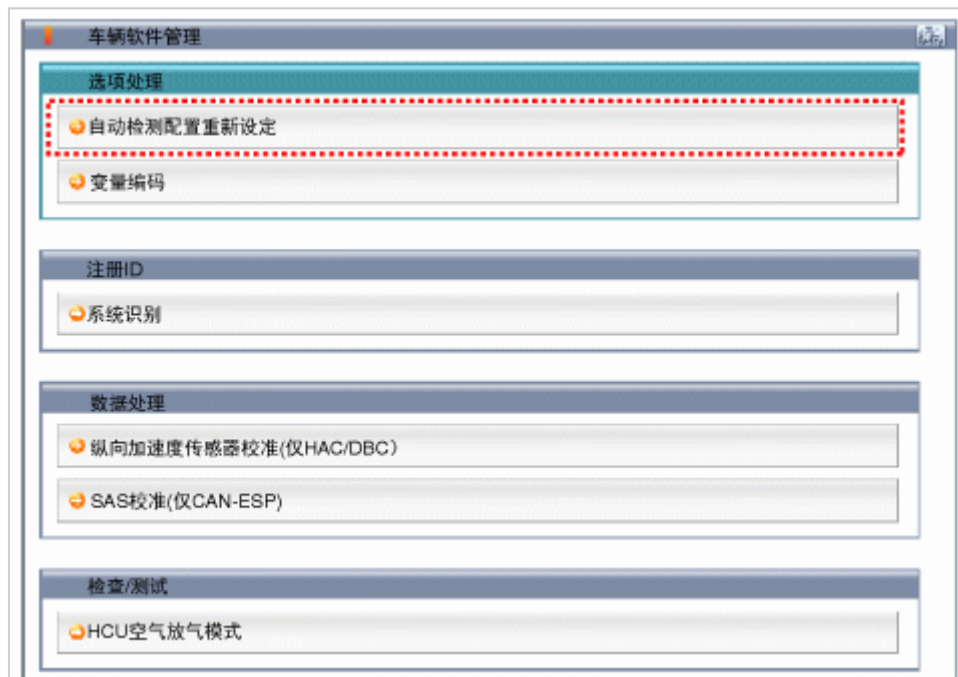 车辆软件管理
选项处理
自动检测配置重新设定
变量编码
注册ID
系统识别
数据处理
纵向加速度传感器校准(仅HAC/DBC)
SAS校准(仅CAN-ESP)
检查/测试
HCU空气放气模式